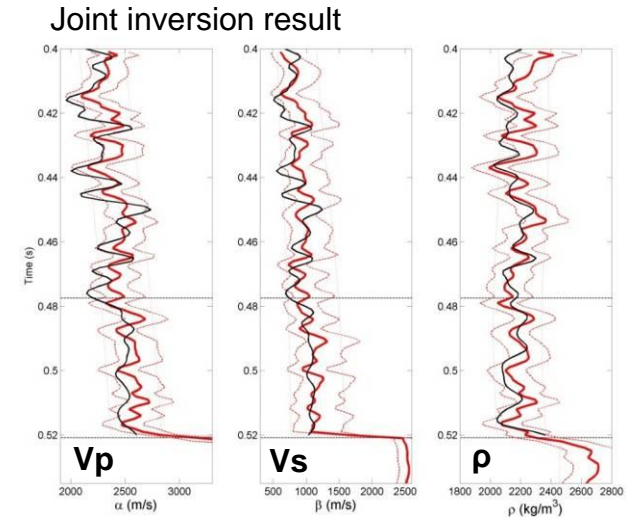 Joint inversion result
0.4 0.4 0.4
0.42 0.42 0.42
0.44 0.44 0.44
0.46 0.46 0.46
Time (s)
0.48 0.48 0.48
0.5 0.5 0.5
0.52 0.52 0.52
Vp Vs ρ
2000 2500 3000 500 1000 1500 2000 2500 1800 2000 2200 2400 2600 2800
α (m/s) β (m/s) ρ (kg/m³)